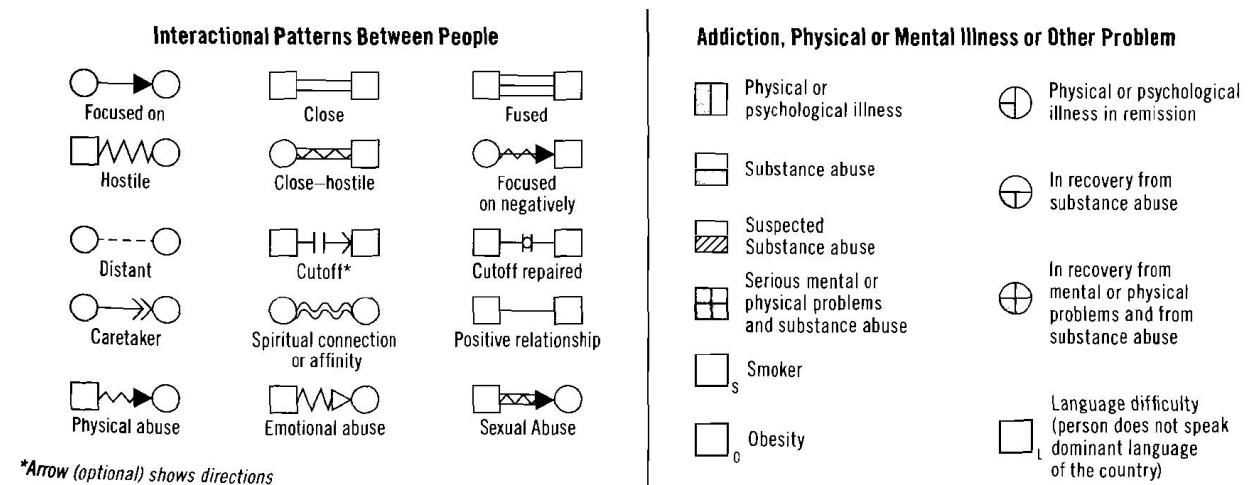 Interactional Patterns Between People
Focused on
Close
Fused
Hostile
Close–hostile
Focused
on negatively
Distant
Cutoff*
Cutoff repaired
Caretaker
Spiritual connection
or affinity
Positive relationship
Physical abuse
Emotional abuse
Sexual Abuse
*Arrow (optional) shows directions
Addiction, Physical or Mental Illness or Other Problem
Physical or
psychological illness
Physical or psychological
illness in remission
Substance abuse
In recovery from
substance abuse
Suspected
Substance abuse
Serious mental or
physical problems
and substance abuse
In recovery from
mental or physical
problems and from
substance abuse
S
Smoker
O
Obesity
L
Language difficulty
(person does not speak
dominant language
of the country)